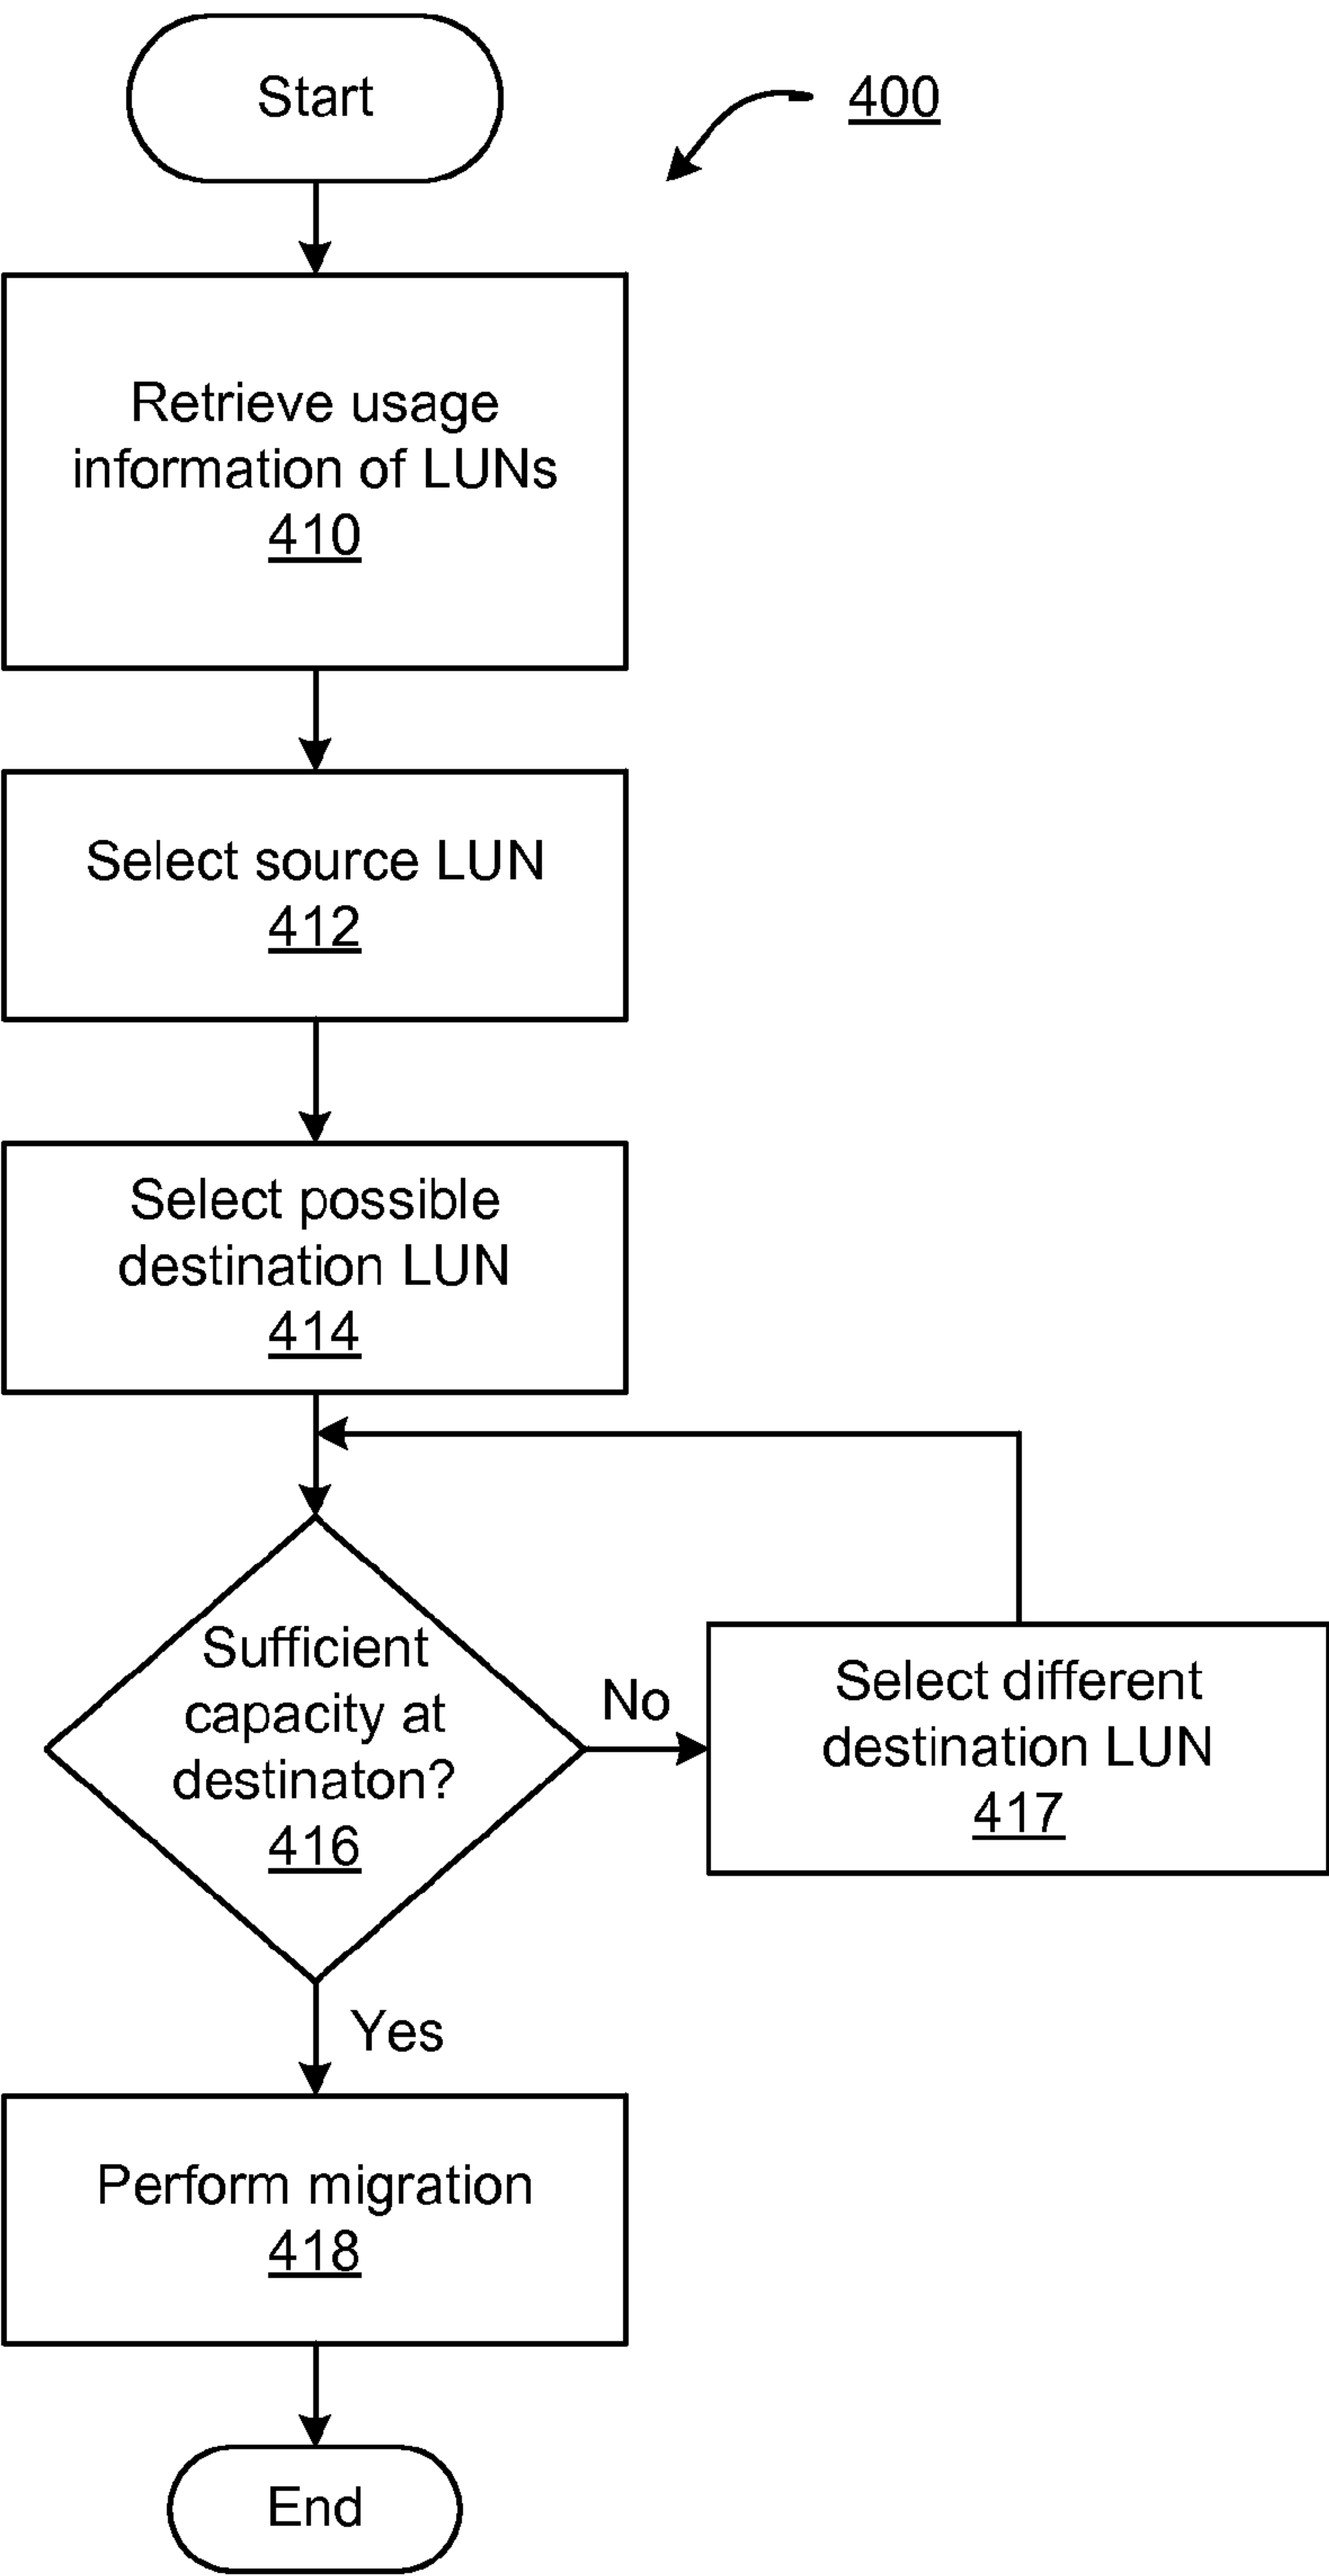 Start
400
Retrieve usage
information of LUNs
410
Select source LUN
412
Select possible
destination LUN
414
Sufficient
capacity at
destinaton?
416
No
Select different
destination LUN
417
Yes
Perform migration
418
End